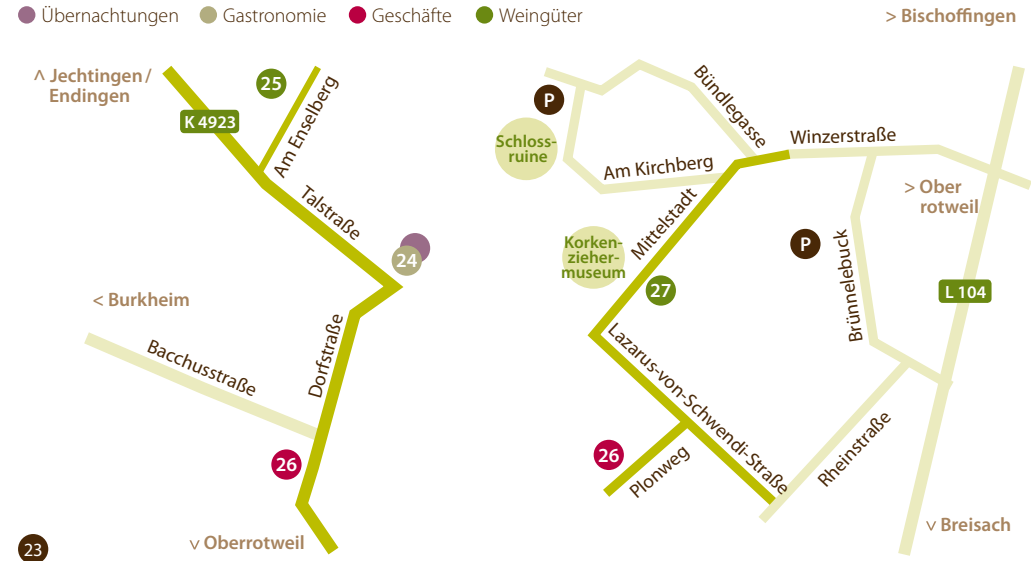 Übernachtungen
Gastronomie
Geschäfte
Weingüter
> Bischoffingen
^ Jechtingen /
Endingen
25
K 4923
Am Enselberg
Talstraße
24
< Burkheim
Bacchusstraße
Dorfstraße
26
˅ Oberrotweil
23
P
Bündlegasse
Schloss-
ruine
Am Kirchberg
Winzerstraße
> Ober
rotweil
Mittelstadt
Korken-
zieher-
museum
27
P
Brünnelebuck
L 104
Lazarus-von-Schwendi-Straße
26
Plonweg
Rheinstraße
˅ Breisach